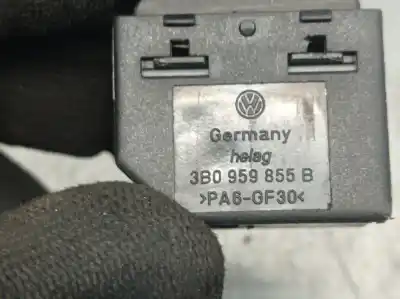 Germany
helag
3B0 959 855 B
>PA6-GF30<